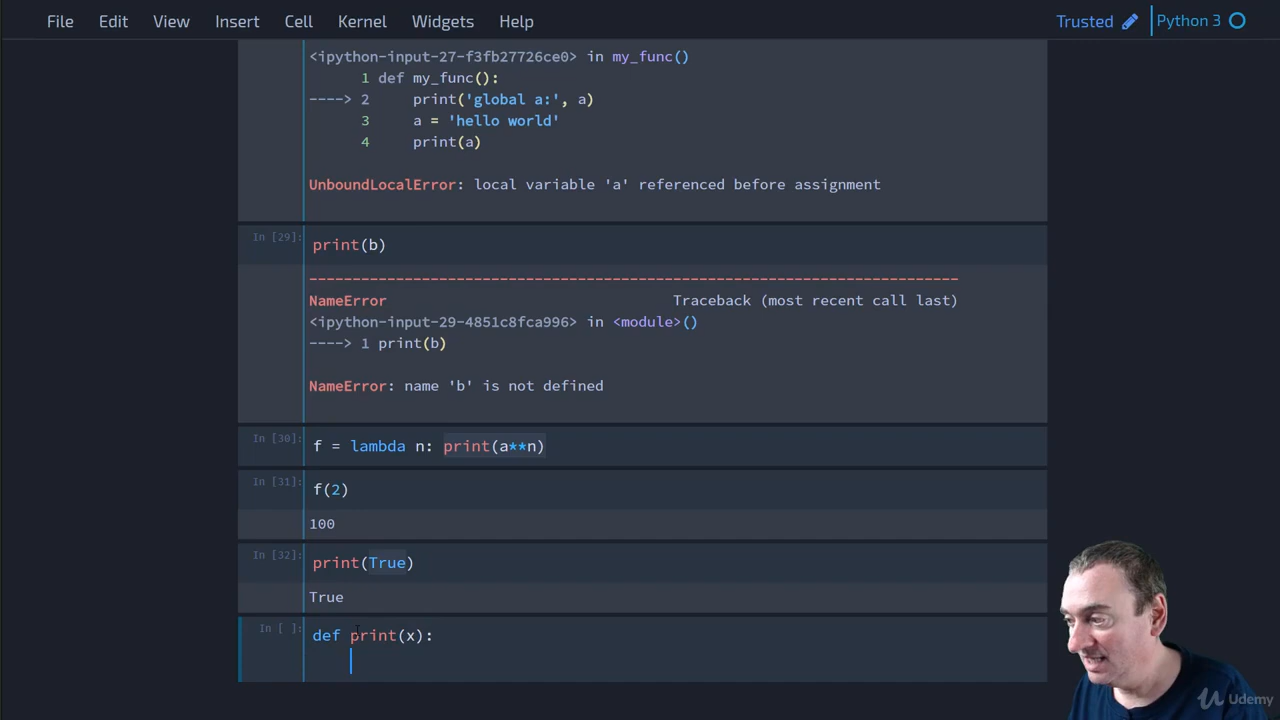 File Edit View Insert Cell Kernel Widgets Help Trusted Python 3
<ipython-input-27-f3fb27726ce0> in my_func()
1 def my_func():
----> 2 print('global a:', a)
3 a = 'hello world'
4 print(a)
UnboundLocalError: local variable 'a' referenced before assignment
In [29]: print(b)
---------------------------------------------------------------------------
NameError Traceback (most recent call last)
<ipython-input-29-4851c8fca996> in <module>()
----> 1 print(b)
NameError: name 'b' is not defined
In [30]: f = lambda n: print(a**n)
In [31]: f(2)
100
In [32]: print(True)
True
In [ ]: def print(x):
Udemy